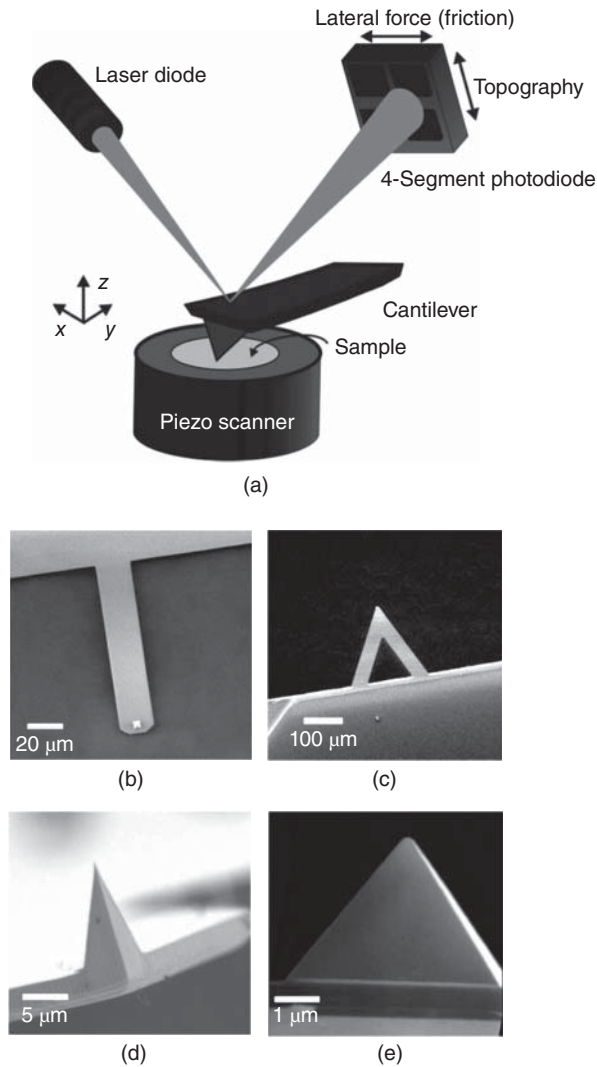 Lateral force (friction)
Laser diode
Topography
4-Segment photodiode
z
x
y
Cantilever
Sample
Piezo scanner
(a)
20 μm
100 μm
(b)
(c)
5 μm
1 μm
(d)
(e)